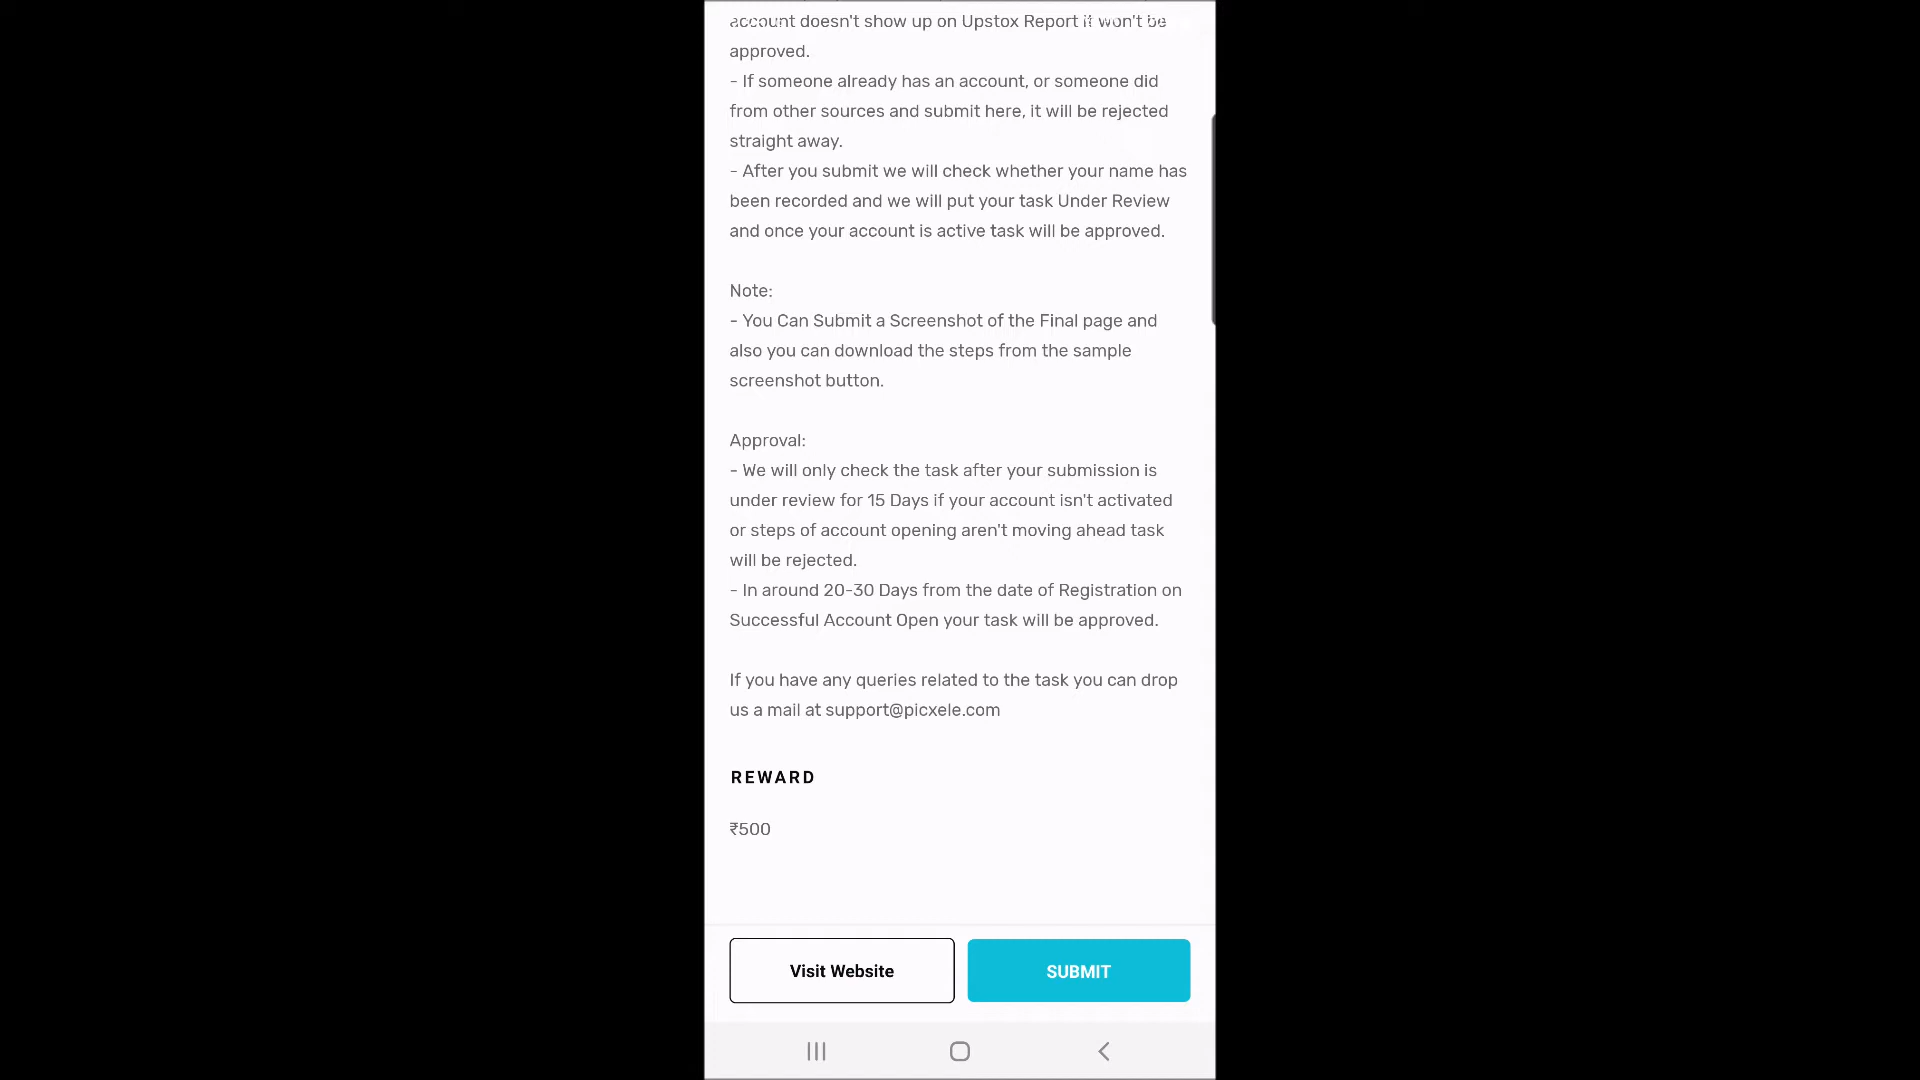 account doesn't show up on Upstox Report it won't be
approved.
- If someone already has an account, or someone did
from other sources and submit here, it will be rejected
straight away.
- After you submit we will check whether your name has
been recorded and we will put your task Under Review
and once your account is active task will be approved.
Note:
- You Can Submit a Screenshot of the Final page and
also you can download the steps from the sample
screenshot button.
Approval:
- We will only check the task after your submission is
under review for 15 Days if your account isn't activated
or steps of account opening aren't moving ahead task
will be rejected.
- In around 20-30 Days from the date of Registration on
Successful Account Open your task will be approved.
If you have any queries related to the task you can drop
us a mail at support@picxele.com
REWARD
₹500
Visit Website
SUBMIT